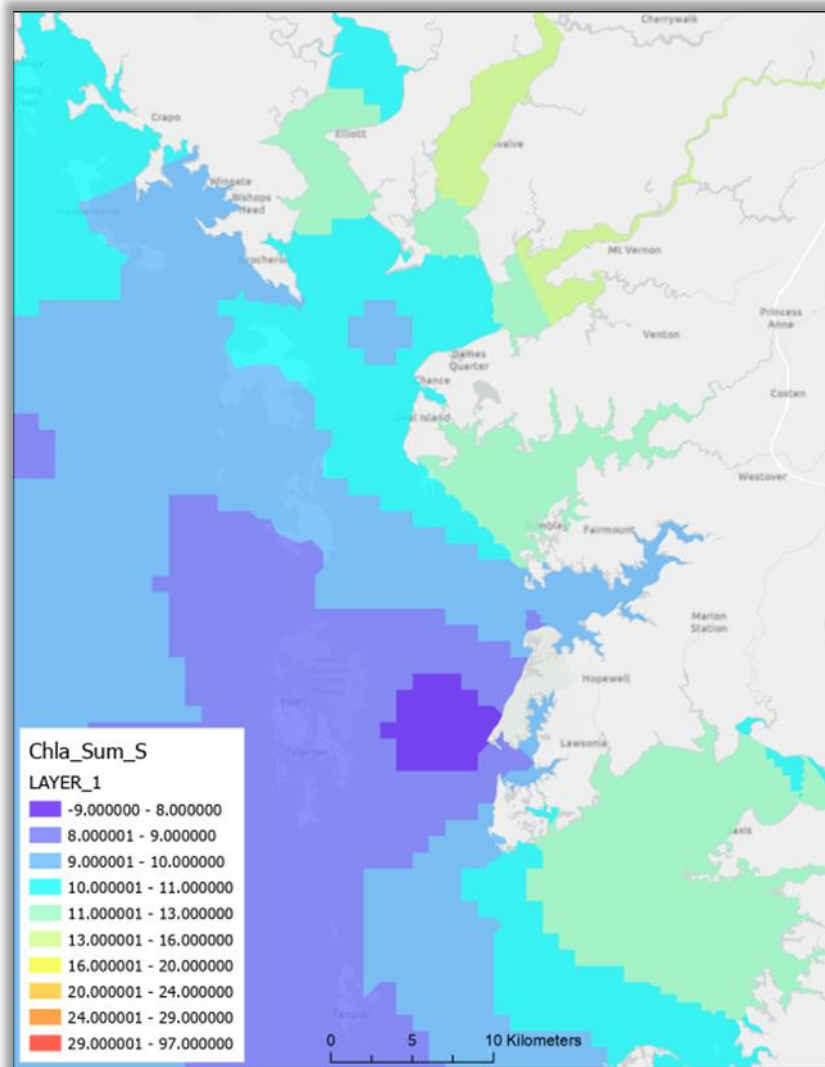 Cherrywalk
Crapo
Elliott
Wingate
Bishops
Head
Mt Vernon
Princess
Anne
Venton
Dames
Quarter
Chance
Costen
Westover
Fairmount
Marion
Station
Hopewell
Lawsonia
Chla_Sum_S
LAYER_1
-9.000000 - 8.000000
8.000001 - 9.000000
9.000001 - 10.000000
10.000001 - 11.000000
11.000001 - 13.000000
13.000001 - 16.000000
16.000001 - 20.000000
20.000001 - 24.000000
24.000001 - 29.000000
29.000001 - 97.000000
0 5 10 Kilometers